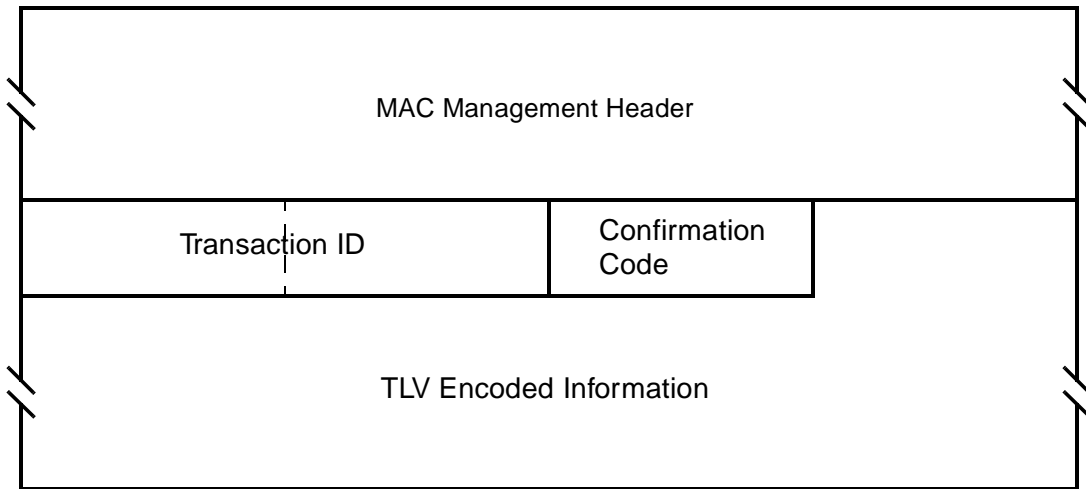 MAC Management Header
Transaction ID
Confirmation
Code
TLV Encoded Information